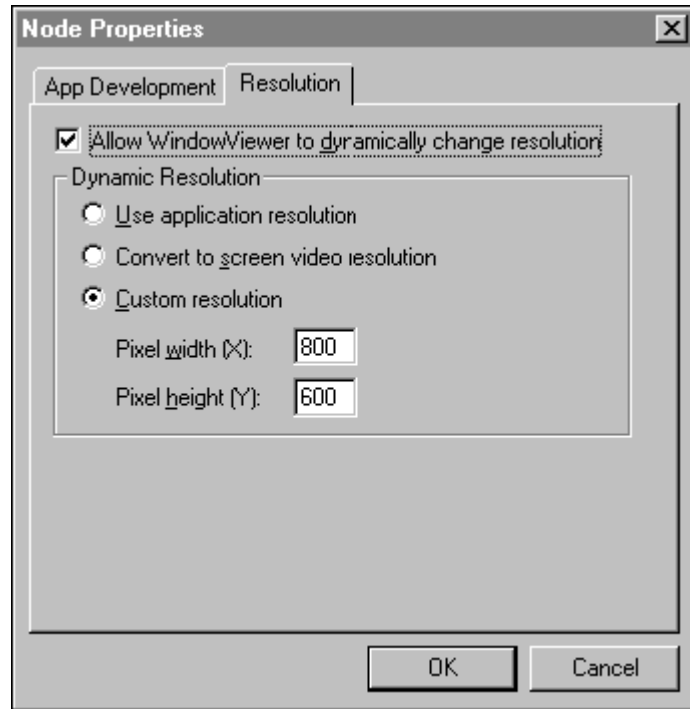 Node Properties
App Development Resolution
Allow WindowViewer to dynamically change resolution
Dynamic Resolution
Use application resolution
Convert to screen video resolution
Custom resolution
Pixel width (X): 800
Pixel height (Y): 600
OK Cancel